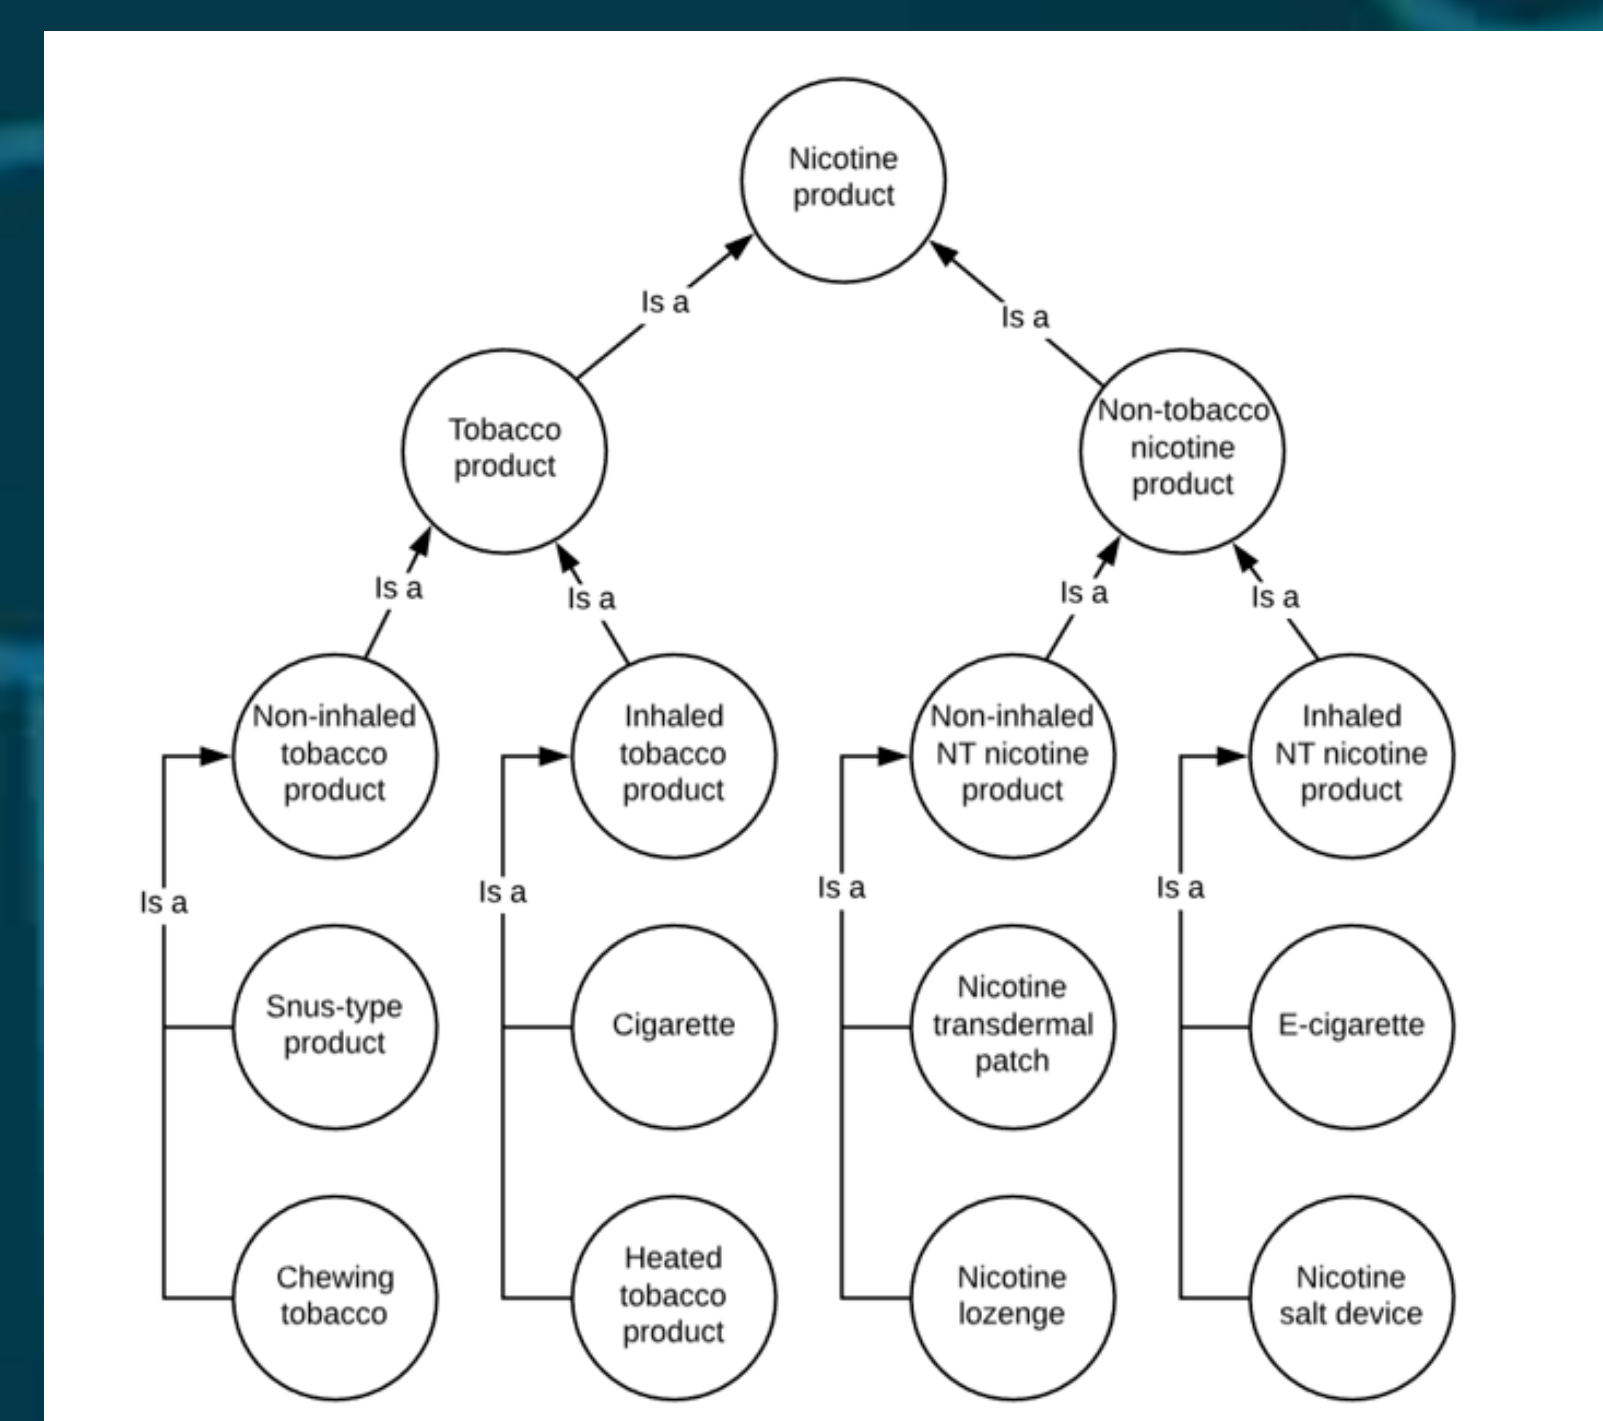 Nicotine
product
Is a
Is a
Tobacco
product
Non-tobacco
nicotine
product
Is a
Is a
Is a
Is a
Non-inhaled
tobacco
product
Inhaled
tobacco
product
Non-inhaled
NT nicotine
product
Inhaled
NT nicotine
product
Is a
Is a
Is a
Is a
Snus-type
product
Cigarette
Nicotine
transdermal
patch
E-cigarette
Chewing
tobacco
Heated
tobacco
product
Nicotine
lozenge
Nicotine
salt device